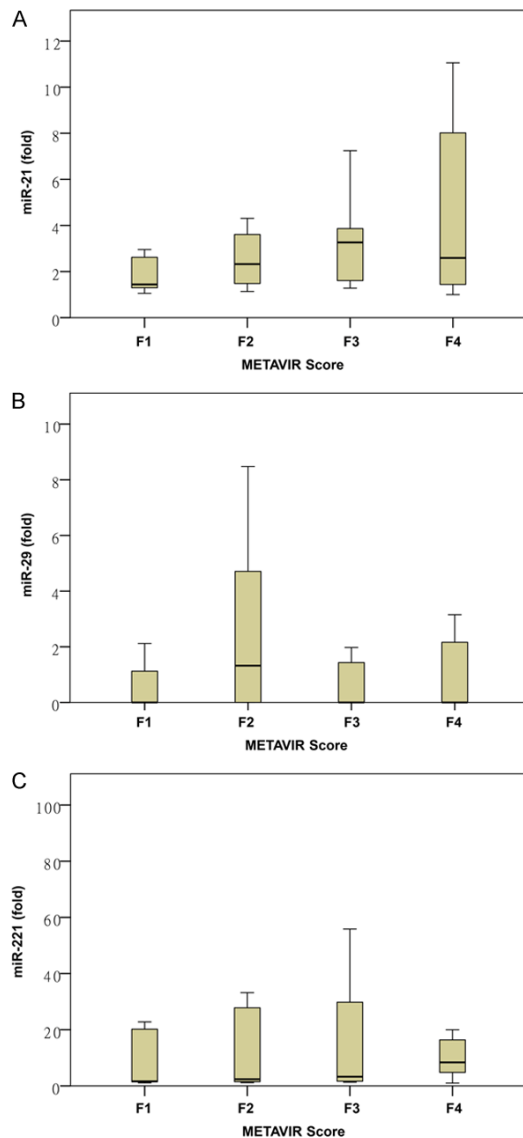 A
12
10
8
6
4
2
0
miR-21 (fold)
F1 F2 F3 F4
METAVIR Score
B
10
8
6
4
2
0
miR-29 (fold)
F1 F2 F3 F4
METAVIR Score
C
100
80
60
40
20
0
miR-221 (fold)
F1 F2 F3 F4
METAVIR Score